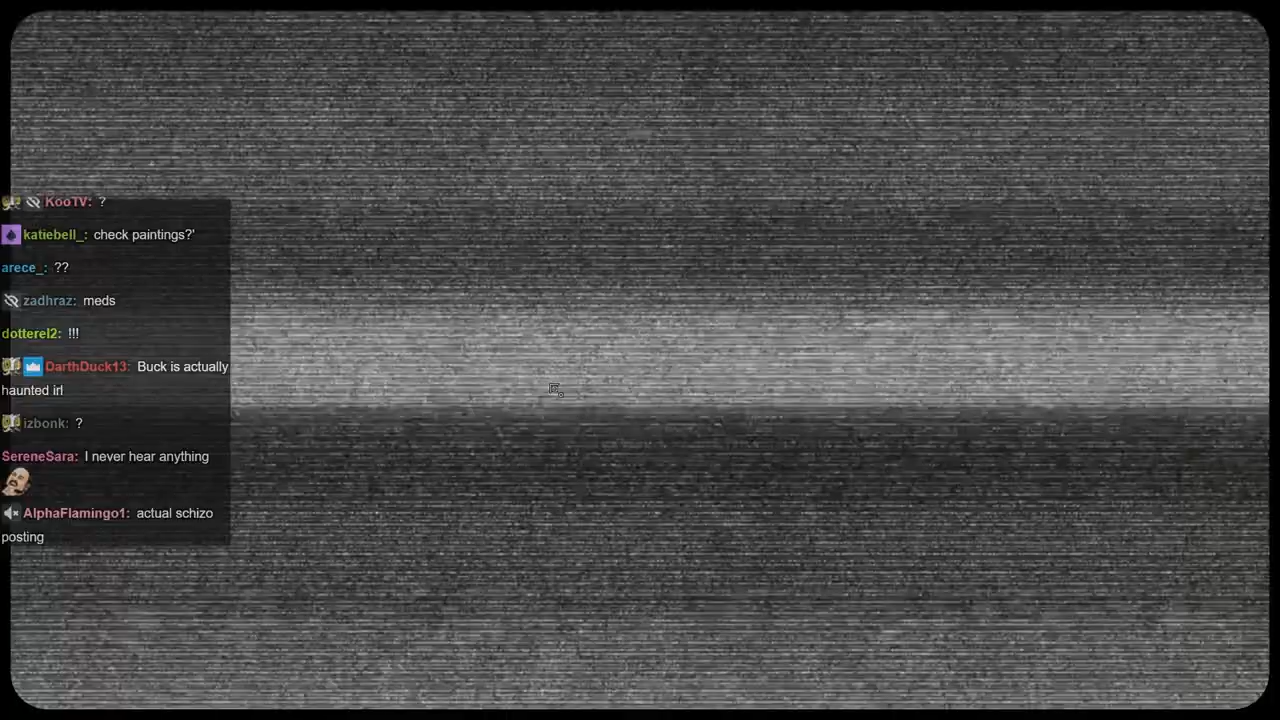 KooTV: ?
katiebell_: check paintings?'
arece_: ??
zadhraz: meds
dotterel2: !!!
DarthDuck13: Buck is actually
haunted irl
izbonk: ?
SereneSara: I never hear anything
AlphaFlamingo1: actual schizo
posting